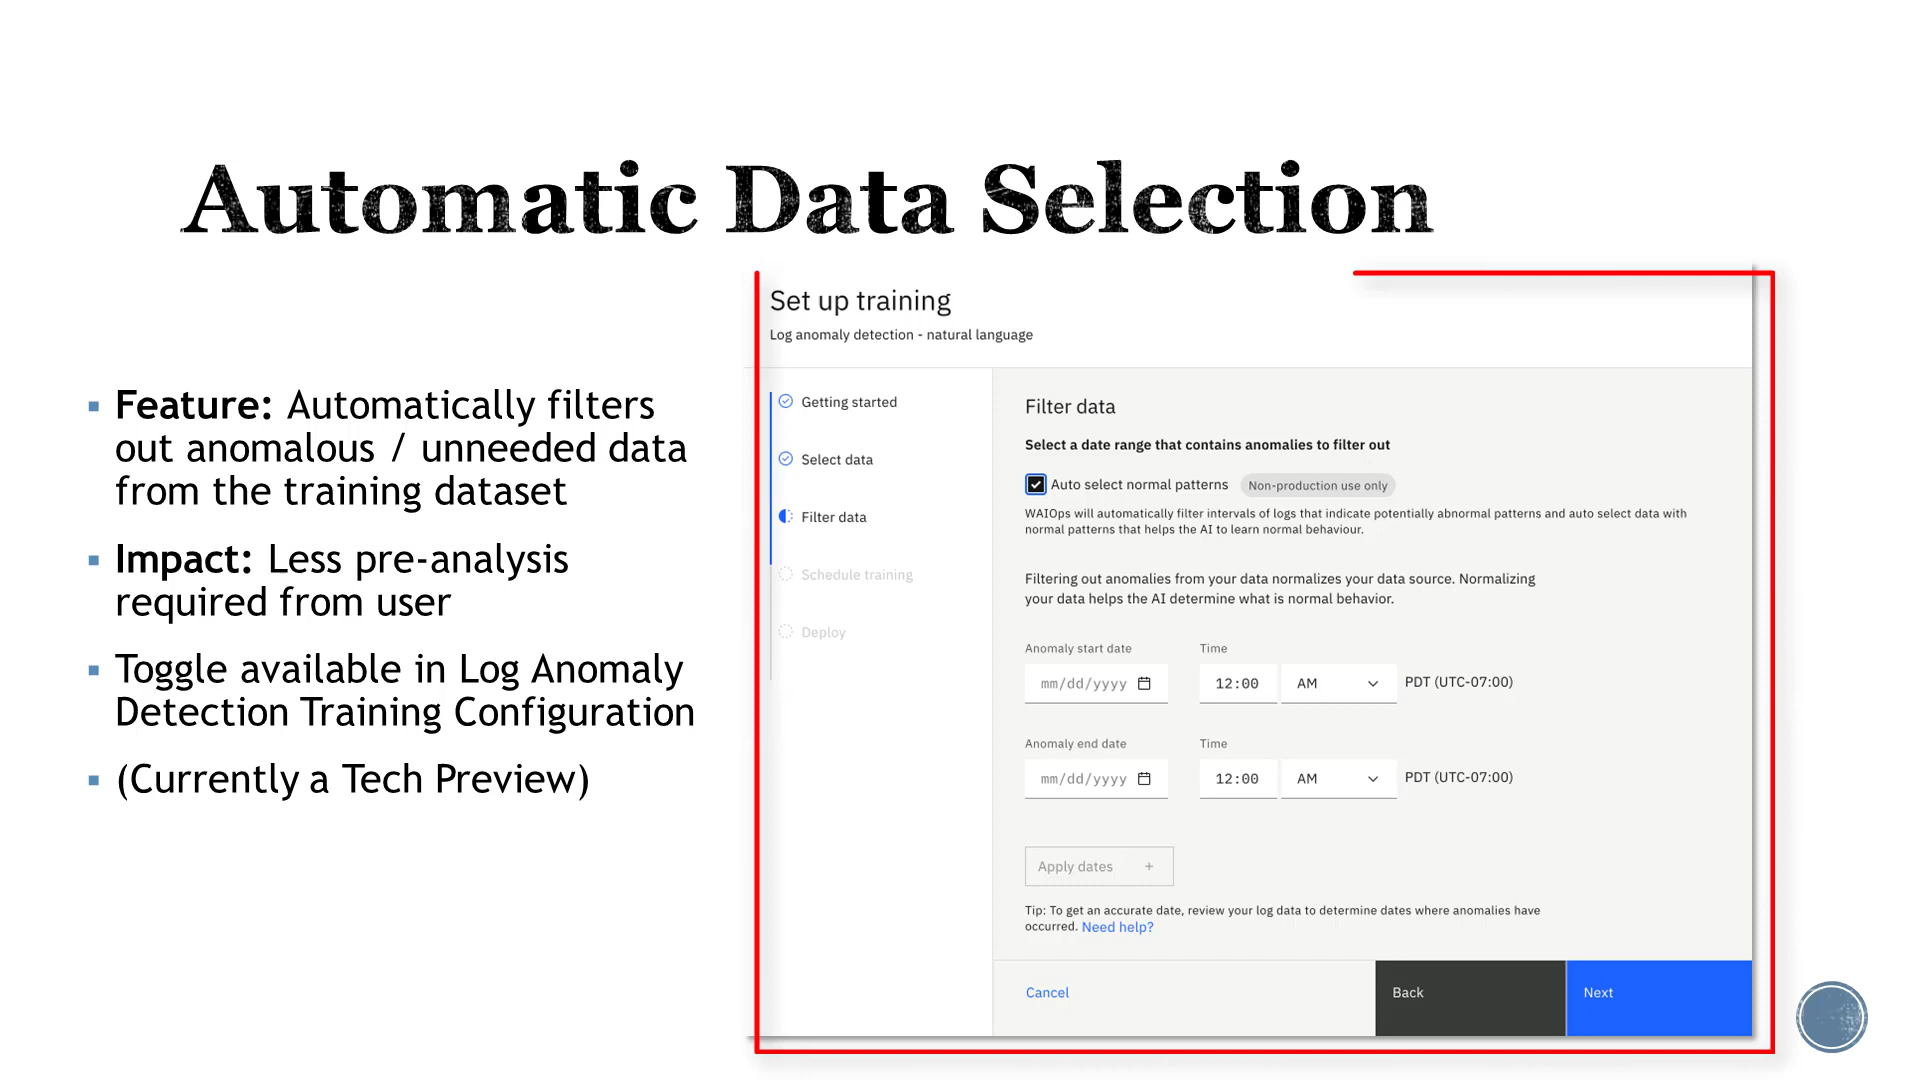 Automatic Data Selection
▪ Feature: Automatically filters
out anomalous / unneeded data
from the training dataset
▪ Impact: Less pre-analysis
required from user
▪ Toggle available in Log Anomaly
Detection Training Configuration
▪ (Currently a Tech Preview)
Set up training
Log anomaly detection - natural language
Getting started
Select data
Filter data
Schedule training
Deploy
Filter data
Select a date range that contains anomalies to filter out
Auto select normal patterns Non-production use only
WAIOps will automatically filter intervals of logs that indicate potentially abnormal patterns and auto select data with
normal patterns that helps the AI to learn normal behaviour.
Filtering out anomalies from your data normalizes your data source. Normalizing
your data helps the AI determine what is normal behavior.
Anomaly start date Time
mm/dd/yyyy 12:00 AM PDT (UTC-07:00)
Anomaly end date Time
mm/dd/yyyy 12:00 AM PDT (UTC-07:00)
Apply dates +
Tip: To get an accurate date, review your log data to determine dates where anomalies have
occurred. Need help?
Cancel Back Next